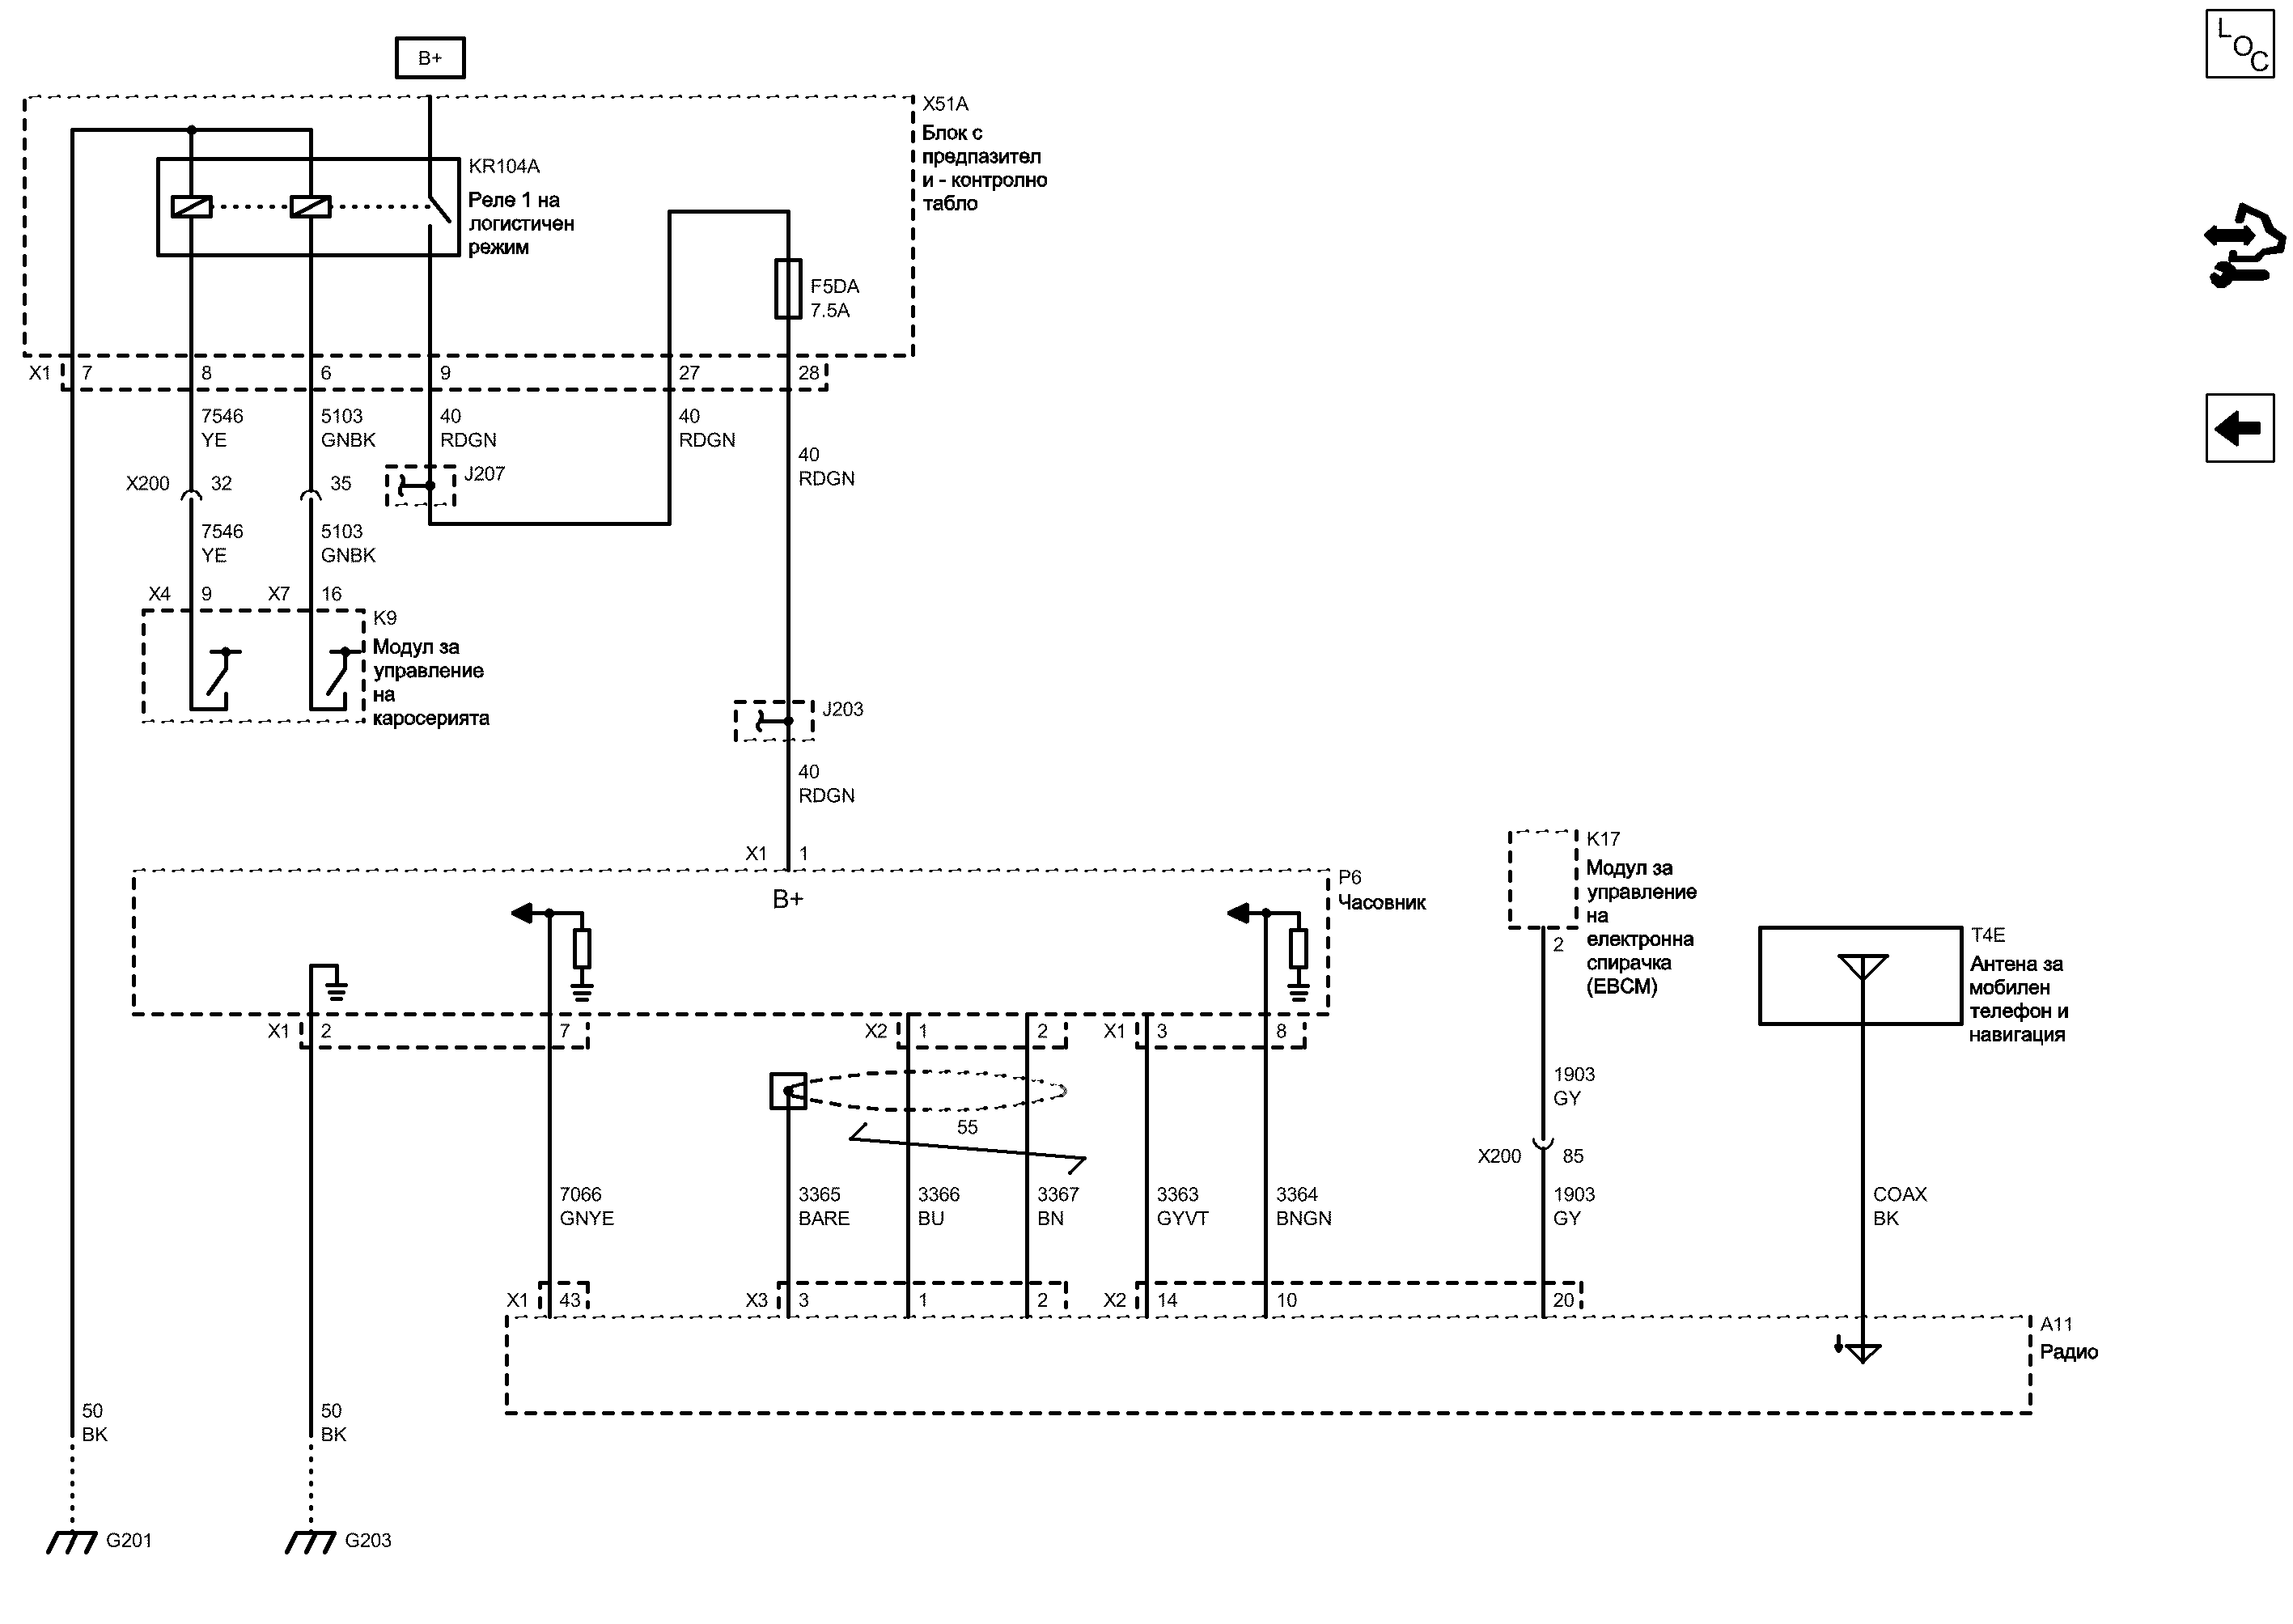 B+
LOC
X51A
Блок с
предпазител
и - контролно
табло
KR104A
Реле 1 на
логистичен
режим
F5DA
7.5A
X1 7 8 6 9 27 28
7546
YE
5103
GNBK
40
RDGN
40
RDGN
40
RDGN
X200 32 35
J207
7546
YE
5103
GNBK
X4 9 X7 16
K9
Модул за
управление
на
каросерията
J203
40
RDGN
X1 1
B+
P6
Часовник
K17
Модул за
управление
на
електронна
спирачка
(EBCM)
2
T4E
Антена за
мобилен
телефон и
навигация
X1 2 7 X2 1 2 X1 3 8
1903
GY
55
X200 85
7066
GNYE
3365
BARE
3366
BU
3367
BN
3363
GYVT
3364
BNGN
1903
GY
COAX
BK
X1 43 X3 3 1 2 X2 14 10 20
A11
Радио
50
BK
50
BK
G201
G203